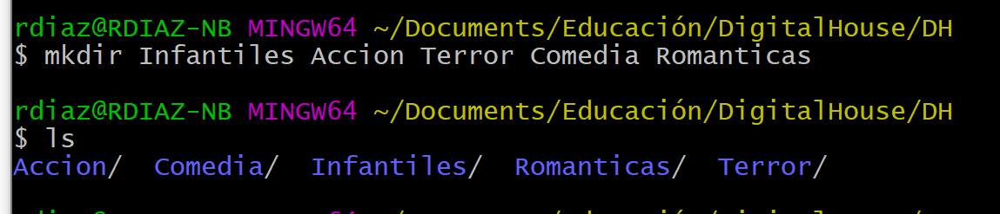 rdiaz@RDIAZ-NB MINGW64 ~/Documents/Educación/DigitalHouse/DH
$ mkdir Infantiles Accion Terror Comedia Romanticas
rdiaz@RDIAZ-NB MINGW64 ~/Documents/Educación/DigitalHouse/DH
$ ls
Accion/  Comedia/  Infantiles/  Romanticas/  Terror/